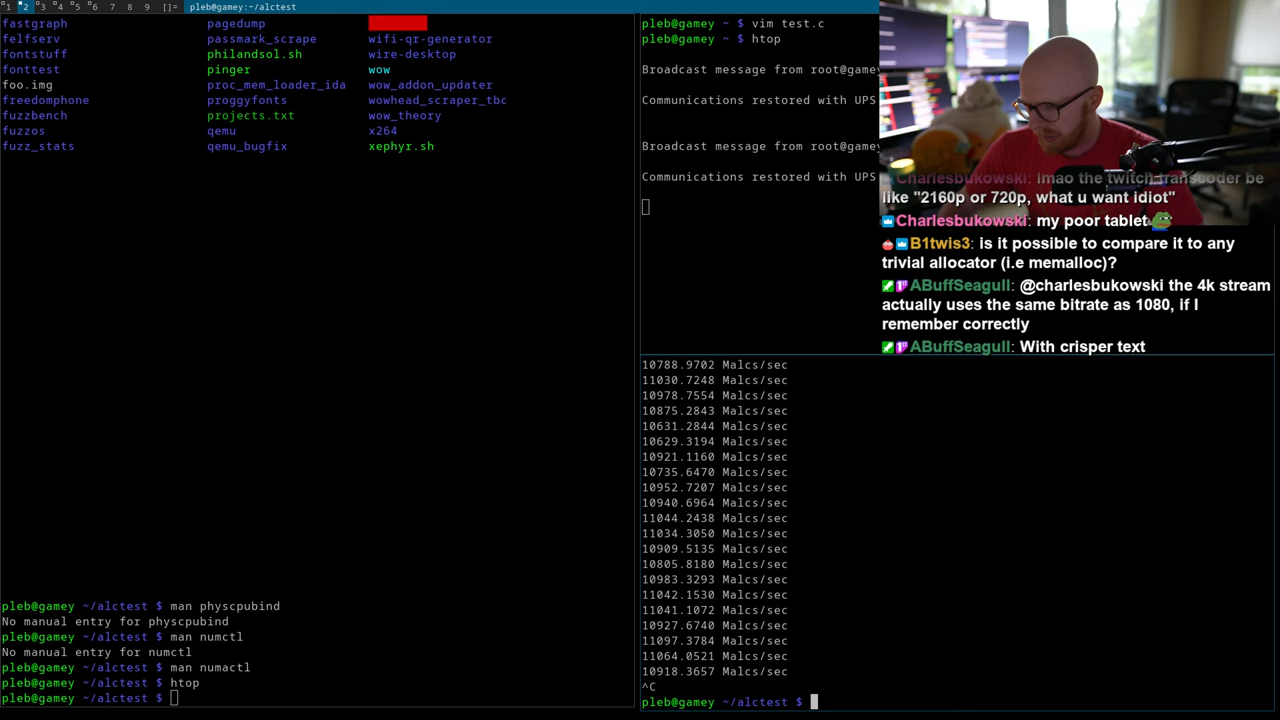 1 2 3 4 5 6 7 8 9 []= pleb@gamey:~/alctest
fastgraph pagedump
felfserv passmark_scrape wifi-qr-generator
fontstuff philandsol.sh wire-desktop
fonttest pinger wow
foo.img proc_mem_loader_ida wow_addon_updater
freedomphone proggyfonts wowhead_scraper_tbc
fuzzbench projects.txt wow_theory
fuzzos qemu x264
fuzz_stats qemu_bugfix xephyr.sh
pleb@gamey ~/alctest $ man physcpubind
No manual entry for physcpubind
pleb@gamey ~/alctest $ man numctl
No manual entry for numctl
pleb@gamey ~/alctest $ man numactl
pleb@gamey ~/alctest $ htop
pleb@gamey ~/alctest $
pleb@gamey ~ $ vim test.c
pleb@gamey ~ $ htop
Broadcast message from root@game
Communications restored with UPS
Broadcast message from root@game
Communications restored with UPS
Charlesbukowski: lmao the twitch transcoder be
like "2160p or 720p, what u want idiot"
Charlesbukowski: my poor tablet
B1twis3: is it possible to compare it to any
trivial allocator (i.e memalloc)?
ABuffSeagull: @charlesbukowski the 4k stream
actually uses the same bitrate as 1080, if I
remember correctly
ABuffSeagull: With crisper text
10788.9702 Malcs/sec
11030.7248 Malcs/sec
10978.7554 Malcs/sec
10875.2843 Malcs/sec
10631.2844 Malcs/sec
10629.3194 Malcs/sec
10921.1160 Malcs/sec
10735.6470 Malcs/sec
10952.7207 Malcs/sec
10940.6964 Malcs/sec
11044.2438 Malcs/sec
11034.3050 Malcs/sec
10909.5135 Malcs/sec
10805.8180 Malcs/sec
10983.3293 Malcs/sec
11042.1530 Malcs/sec
11041.1072 Malcs/sec
10927.6740 Malcs/sec
11097.3784 Malcs/sec
11064.0521 Malcs/sec
10918.3657 Malcs/sec
^C
pleb@gamey ~/alctest $